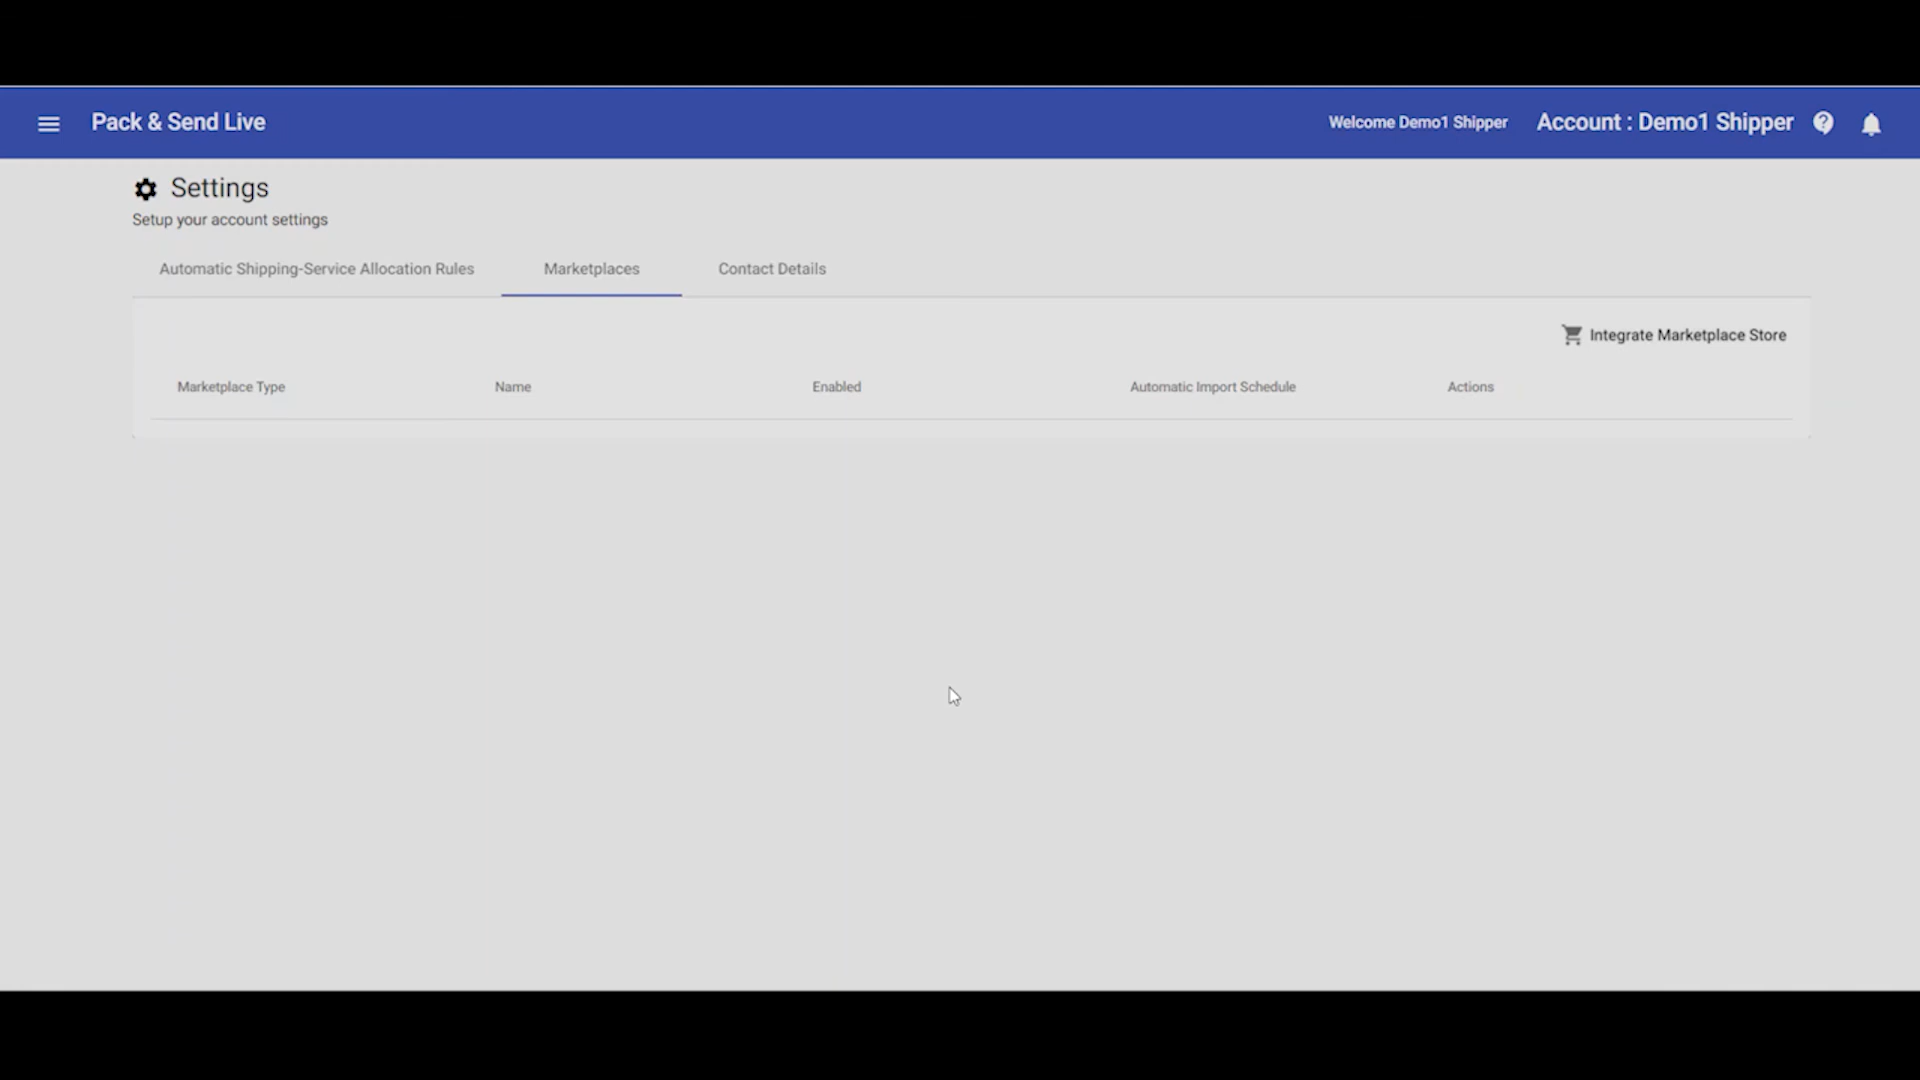 Pack & Send Live
Welcome Demo1 Shipper
Account : Demo1 Shipper
Settings
Setup your account settings
Automatic Shipping-Service Allocation Rules
Marketplaces
Contact Details
Integrate Marketplace Store
Marketplace Type
Name
Enabled
Automatic Import Schedule
Actions